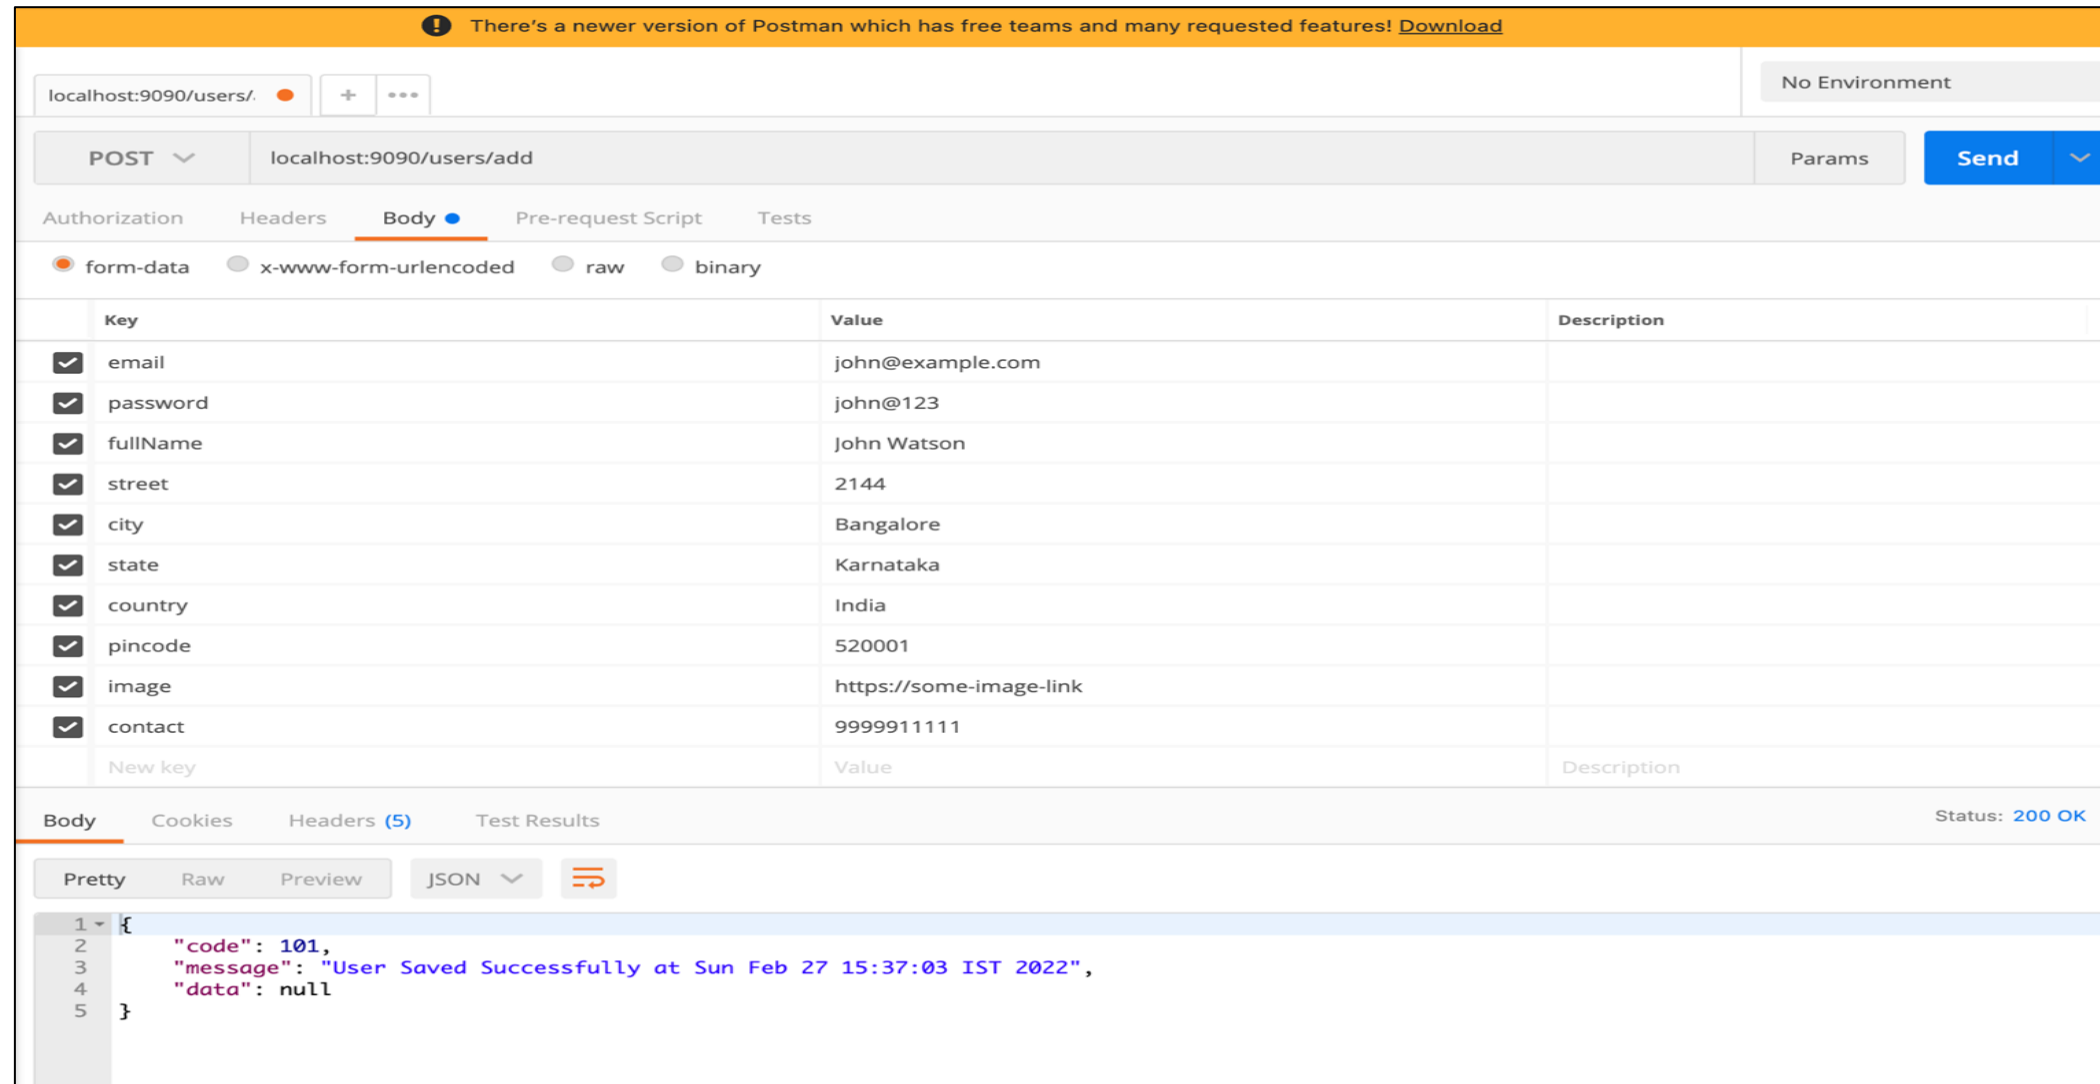 There's a newer version of Postman which has free teams and many requested features! Download
localhost:9090/users/
No Environment
POST localhost:9090/users/add Params Send
Authorization Headers Body Pre-request Script Tests
form-data x-www-form-urlencoded raw binary
Key Value Description
email john@example.com
password john@123
fullName John Watson
street 2144
city Bangalore
state Karnataka
country India
pincode 520001
image https://some-image-link
contact 9999911111
New key Value Description
Body Cookies Headers (5) Test Results Status: 200 OK
Pretty Raw Preview JSON
1 {
2 "code": 101,
3 "message": "User Saved Successfully at Sun Feb 27 15:37:03 IST 2022",
4 "data": null
5 }